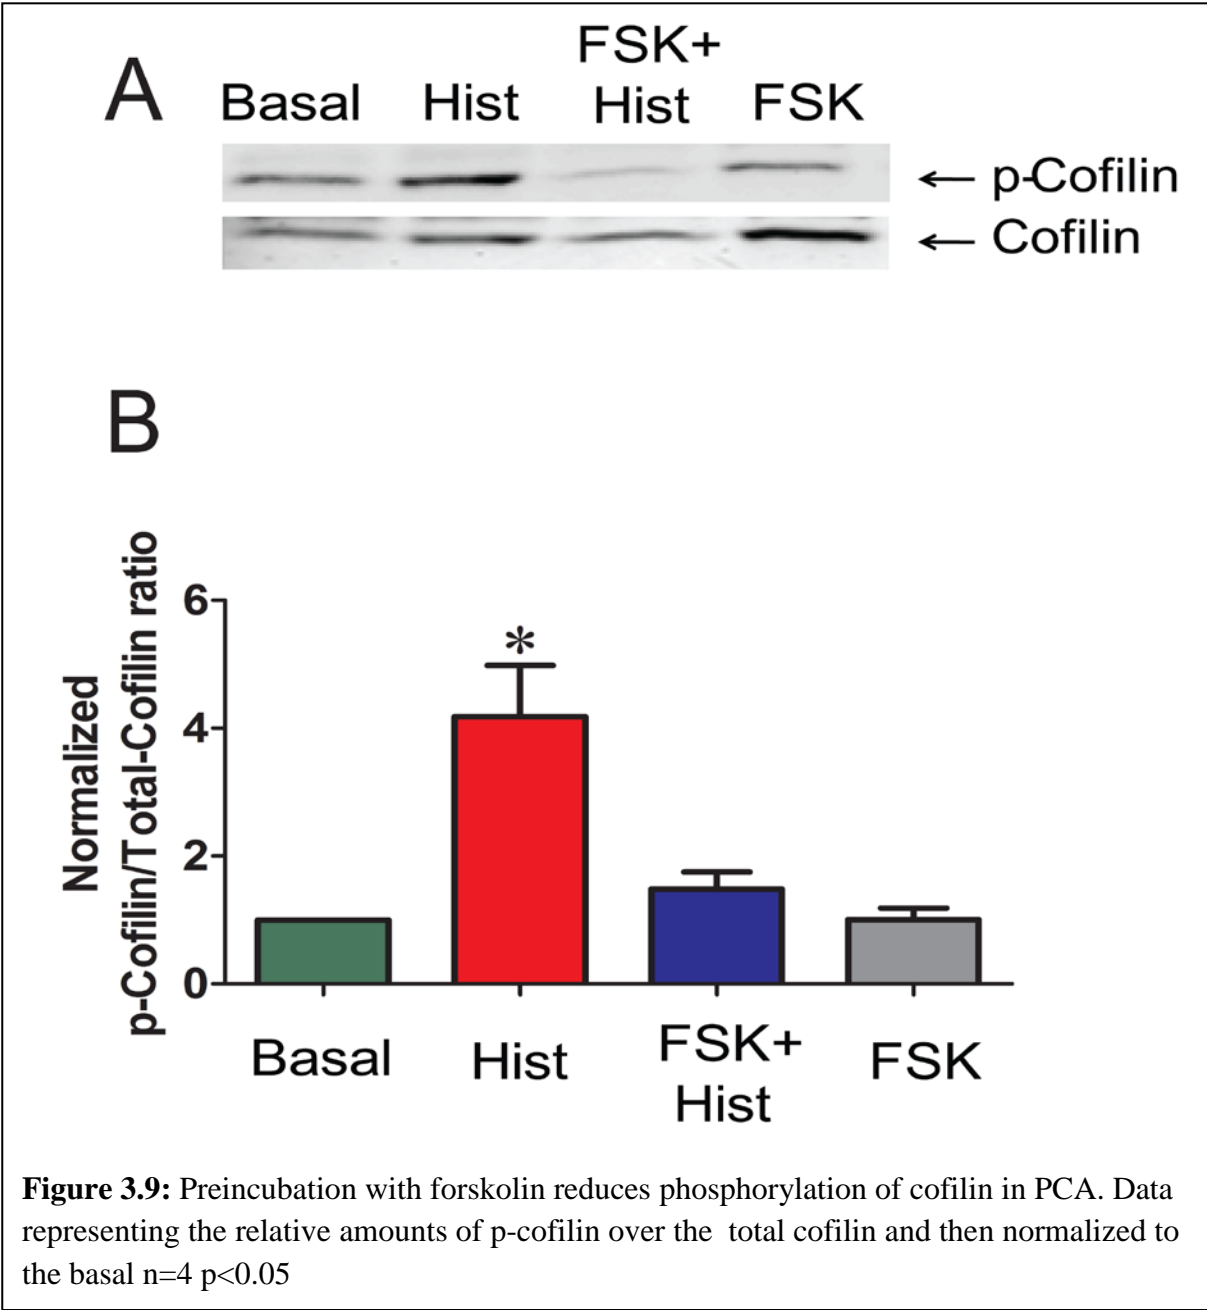 A
Basal Hist FSK+
Hist FSK
← p-Cofilin
← Cofilin
B
Normalized
p-Cofilin/Total-Cofilin ratio
6
*
4
2
0
Basal Hist FSK+
Hist FSK
Figure 3.9: Preincubation with forskolin reduces phosphorylation of cofilin in PCA. Data
representing the relative amounts of p-cofilin over the total cofilin and then normalized to
the basal n=4 p<0.05